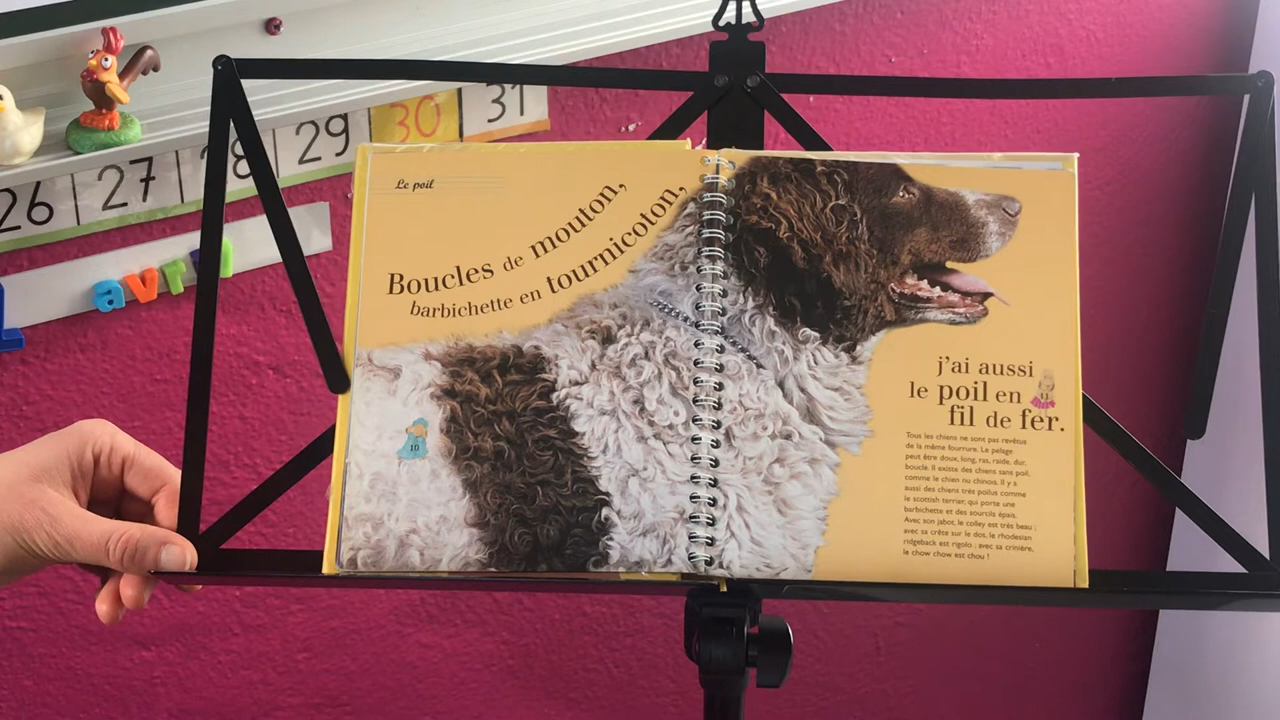 26 27 28 29 30 31
avr
Le poil
Boucles de mouton,
barbichette en tournicoton,
10
j'ai aussi
le poil en
fil de fer.
11
Tous les chiens ne sont pas revêtus
de la même fourrure. Le pelage
peut être doux, long, ras, raide, dur,
bouclé. Il existe des chiens sans poil,
comme le chien nu chinois. Il y a
aussi des chiens très poilus comme
le scottish terrier, qui porte une
barbichette et des sourcils épais.
Avec son jabot, le colley est très beau ;
avec sa crête sur le dos, le rhodesian
ridgeback est rigolo ; avec sa crinière,
le chow chow est chou !